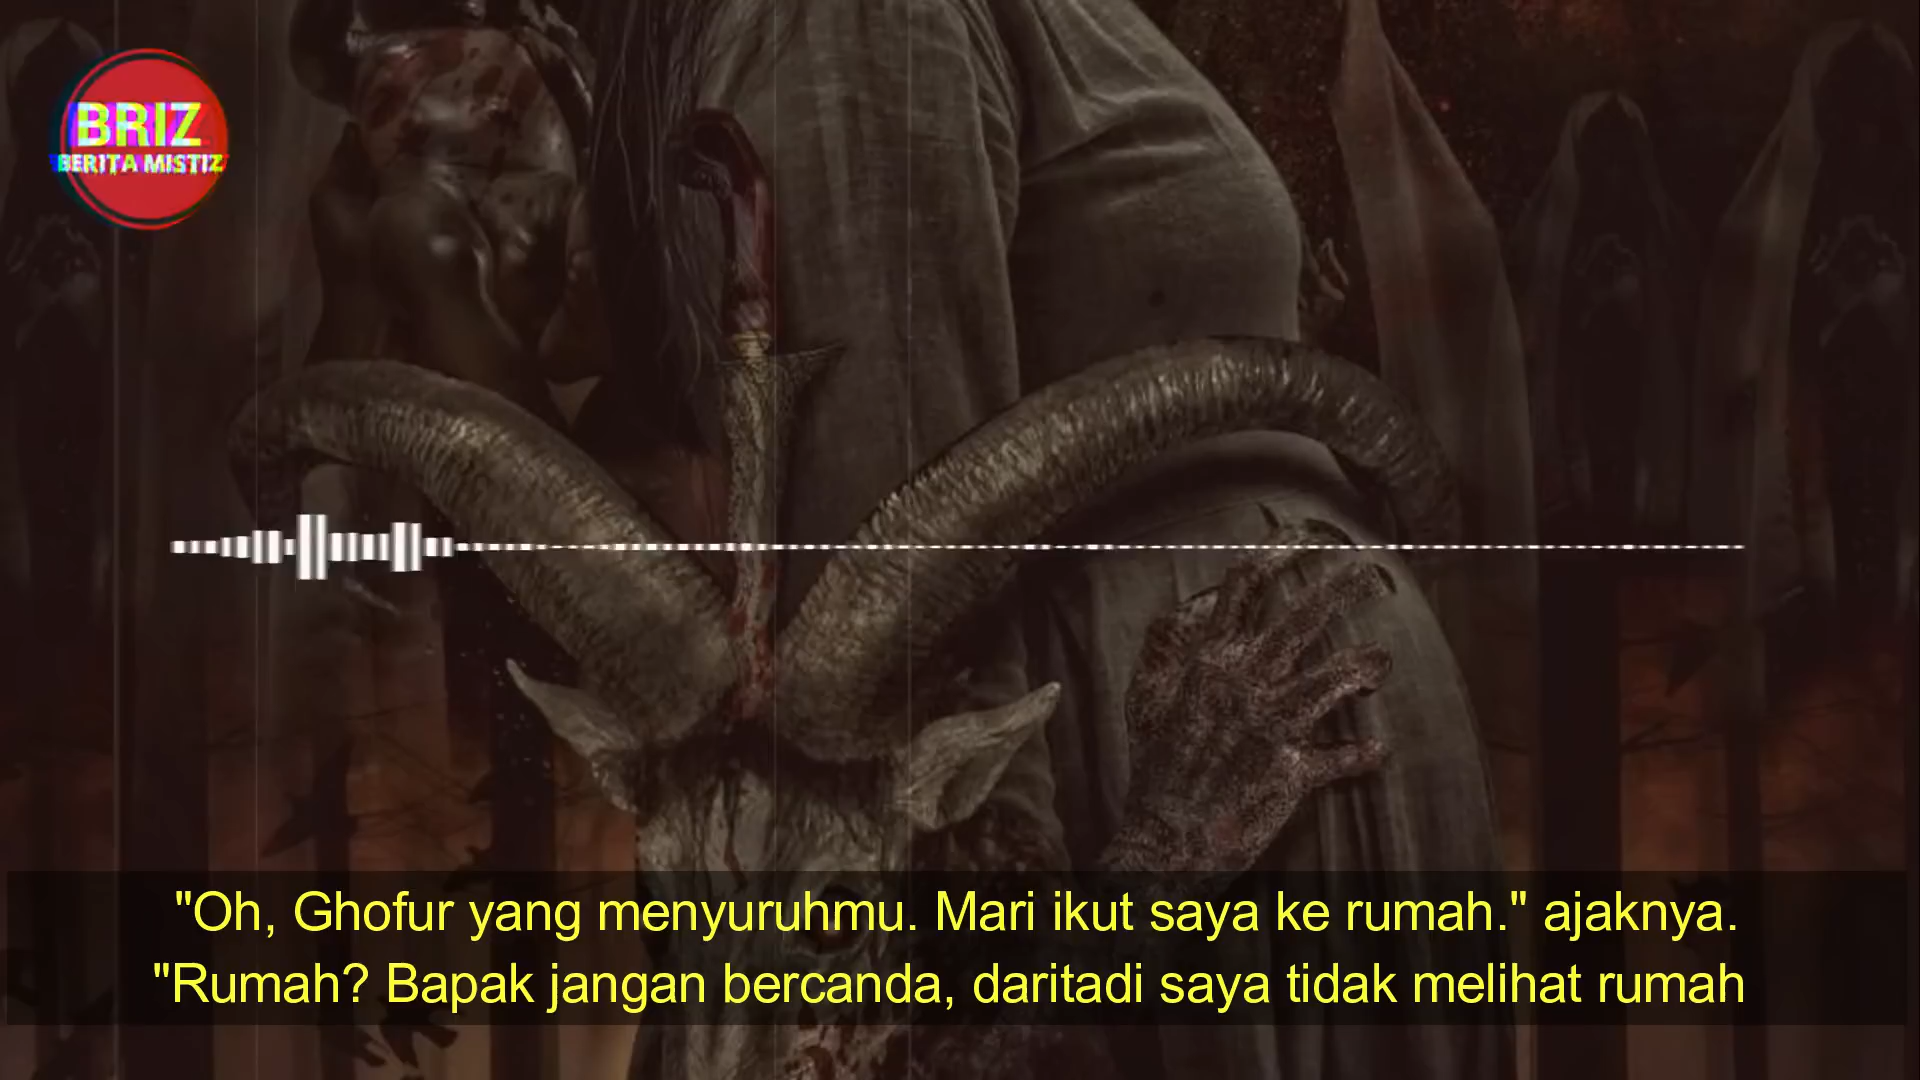 BRIZ
BERITA MISTIZ
"Oh, Ghofur yang menyuruhmu. Mari ikut saya ke rumah." ajaknya.
"Rumah? Bapak jangan bercanda, daritadi saya tidak melihat rumah